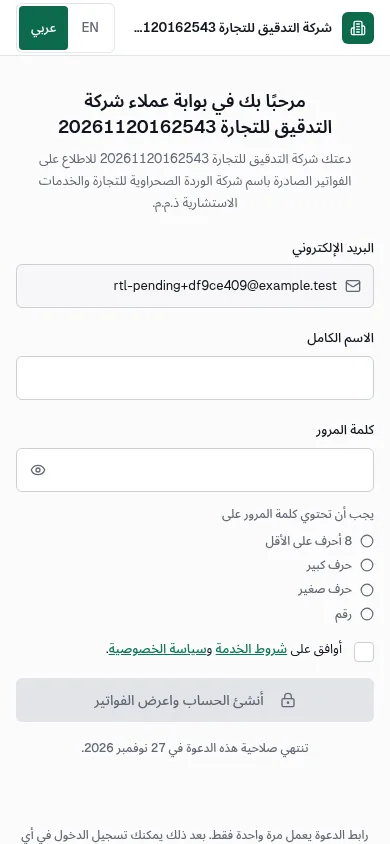 شركة التدقيق للتجارة 120162543...
EN
عربي
مرحبًا بك في بوابة عملاء شركة
التدقيق للتجارة 20261120162543
دعتك شركة التدقيق للتجارة 20261120162543 للاطلاع على
الفواتير الصادرة باسم شركة الوردة الصحراوية للتجارة والخدمات
الاستشارية ذ.م.م.
البريد الإلكتروني
rtl-pending+df9ce409@example.test
الاسم الكامل
كلمة المرور
يجب أن تحتوي كلمة المرور على
8 أحرف على الأقل
حرف كبير
حرف صغير
رقم
أوافق على شروط الخدمة وسياسة الخصوصية.
أنشئ الحساب واعرض الفواتير
تنتهي صلاحية هذه الدعوة في 27 نوفمبر 2026.
رابط الدعوة يعمل مرة واحدة فقط. بعد ذلك يمكنك تسجيل الدخول في أي